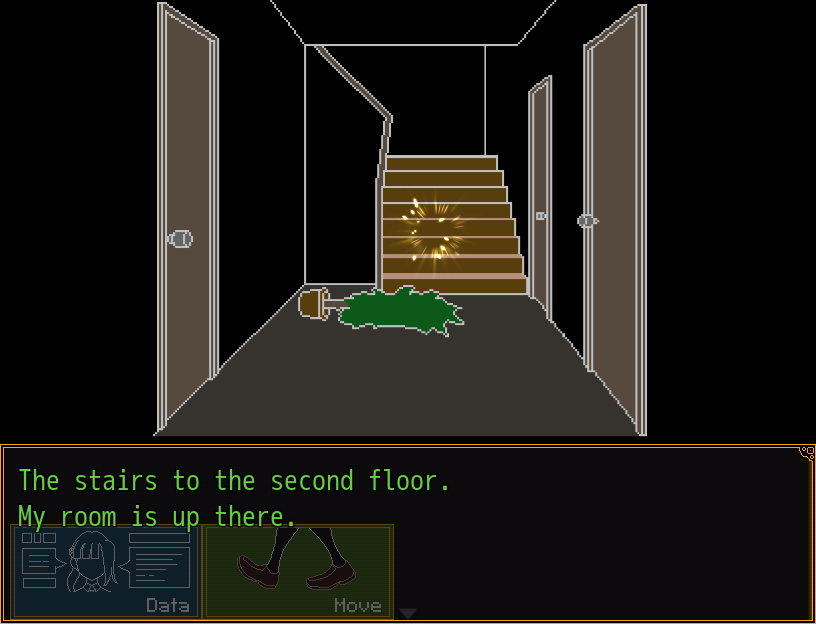 The stairs to the second floor.
My room is up there.
Data
Move